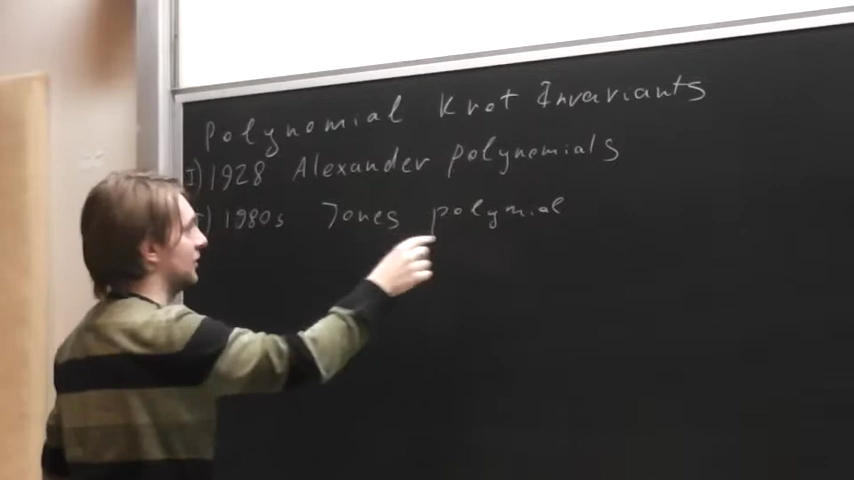 Polynomial Knot Invariants
I) 1928 Alexander polynomials
) 1980s Jones polymial